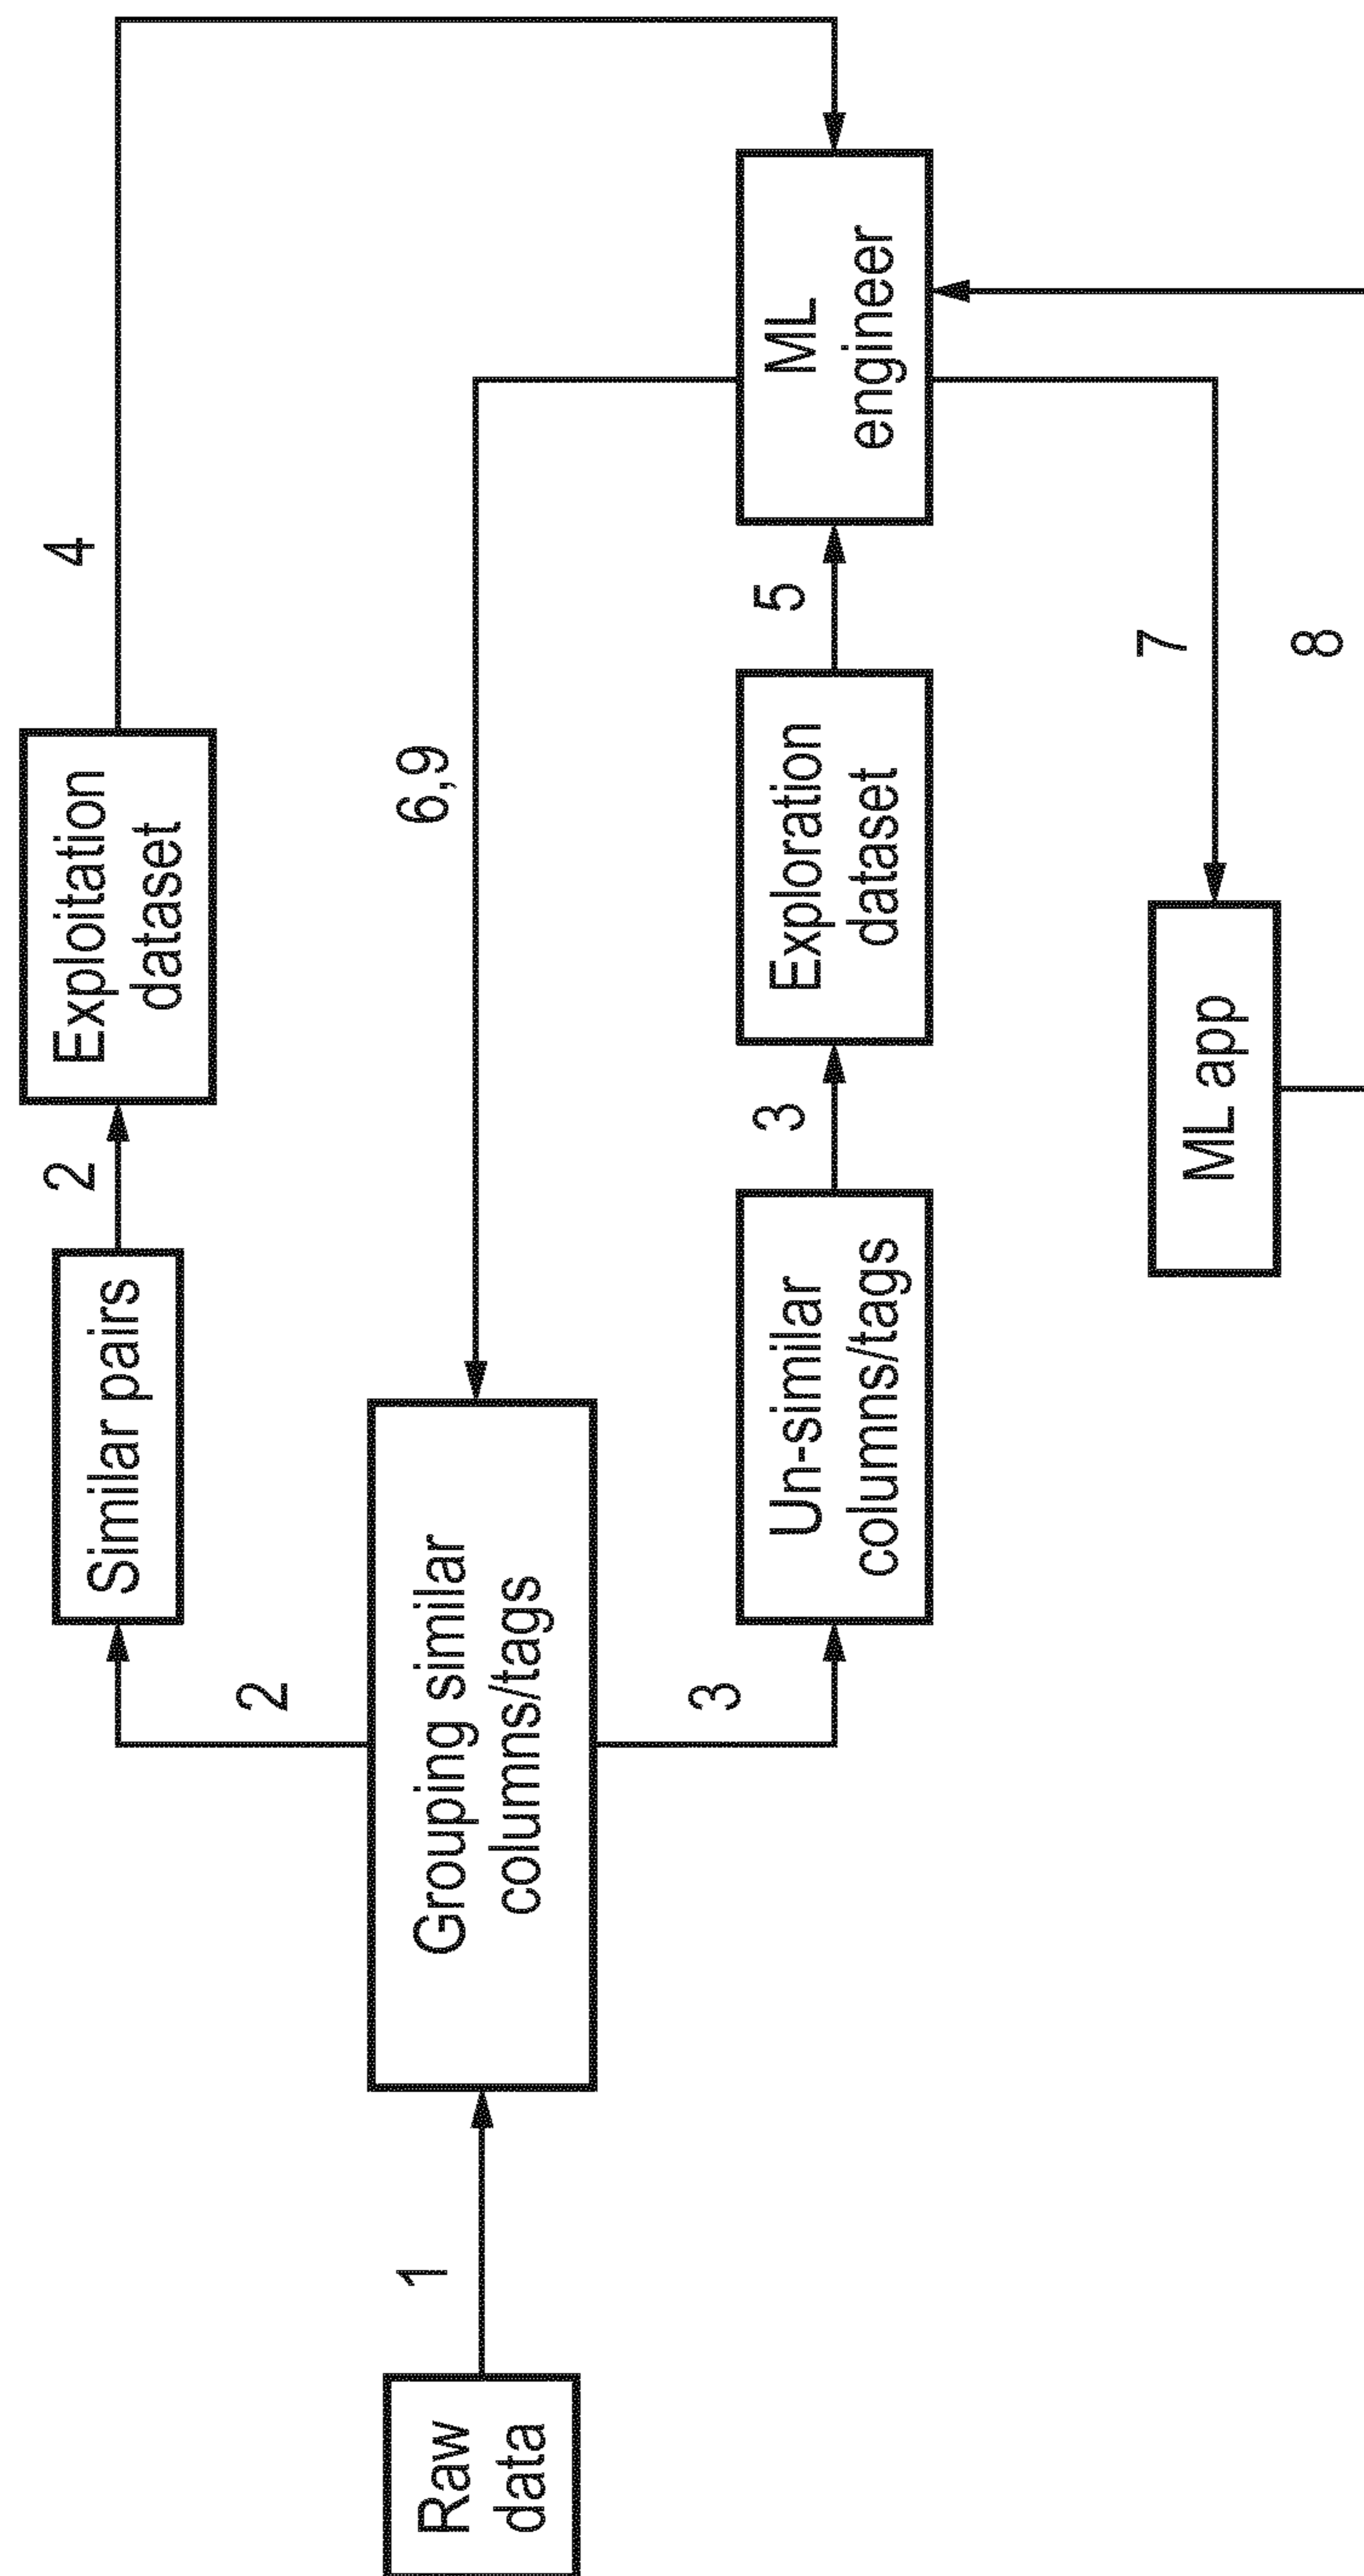 4
2
Exploitation
dataset
Similar pairs
2
6,9
1
Raw
data
Grouping similar
columns/tags
3
3
5
Un-similar
columns/tags
Exploration
dataset
ML
engineer
7
ML app
8